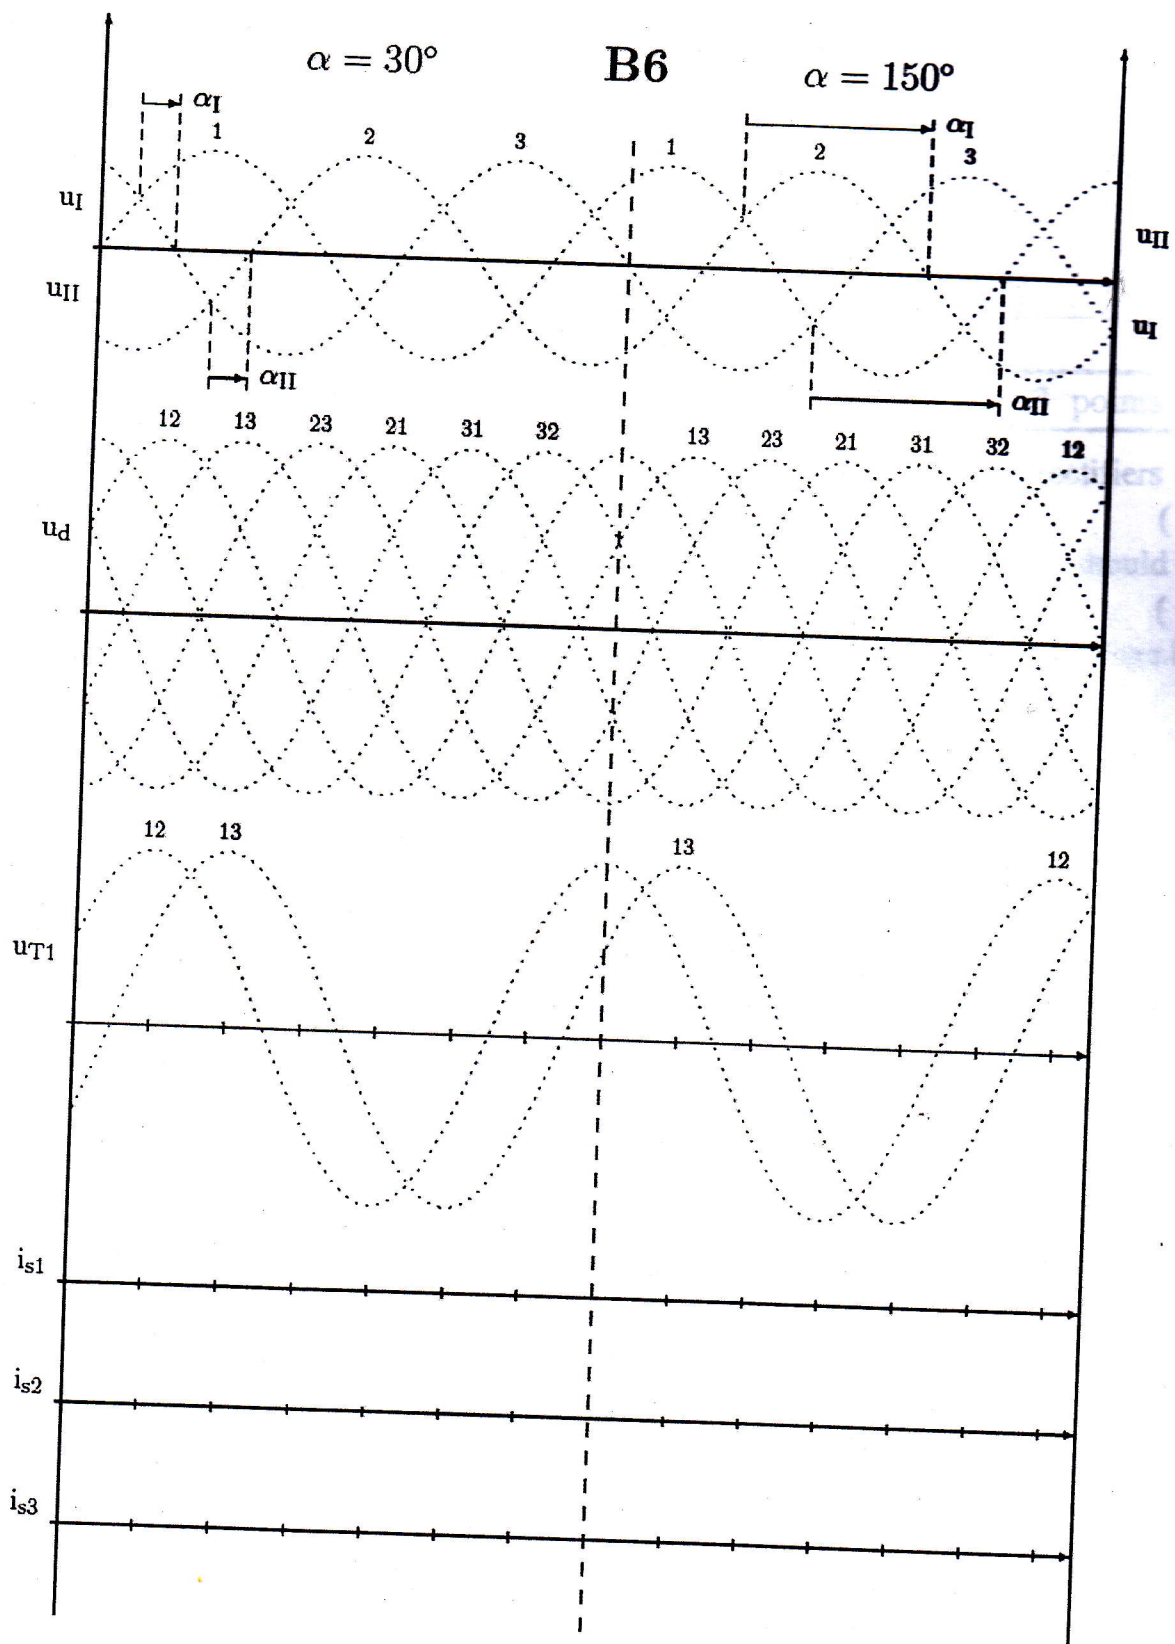 α = 30° B6 α = 150°
αI αI
1 2 3 1 2 3
uI
uII
uII
uI
αII αII
points
12 13 23 21 31 32 13 23 21 31 32 12
ud
(
(
12 13 13 12
uT1
is1
is2
is3